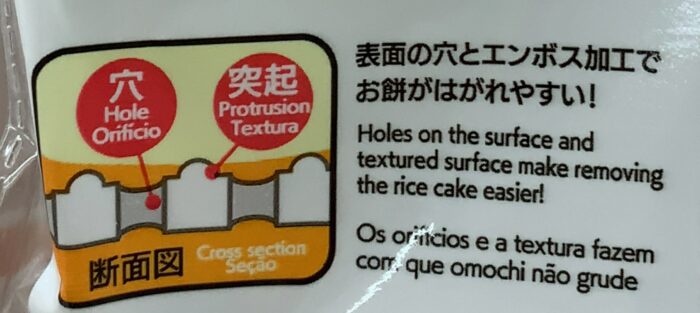 穴
Hole
Orifício
突起
Protrusion
Textura
断面図
Cross section
Seção
表面の穴とエンボス加工で
お餅がはがれやすい!
Holes on the surface and
textured surface make removing
the rice cake easier!
Os orifícios e a textura fazem
com que omochi não grude